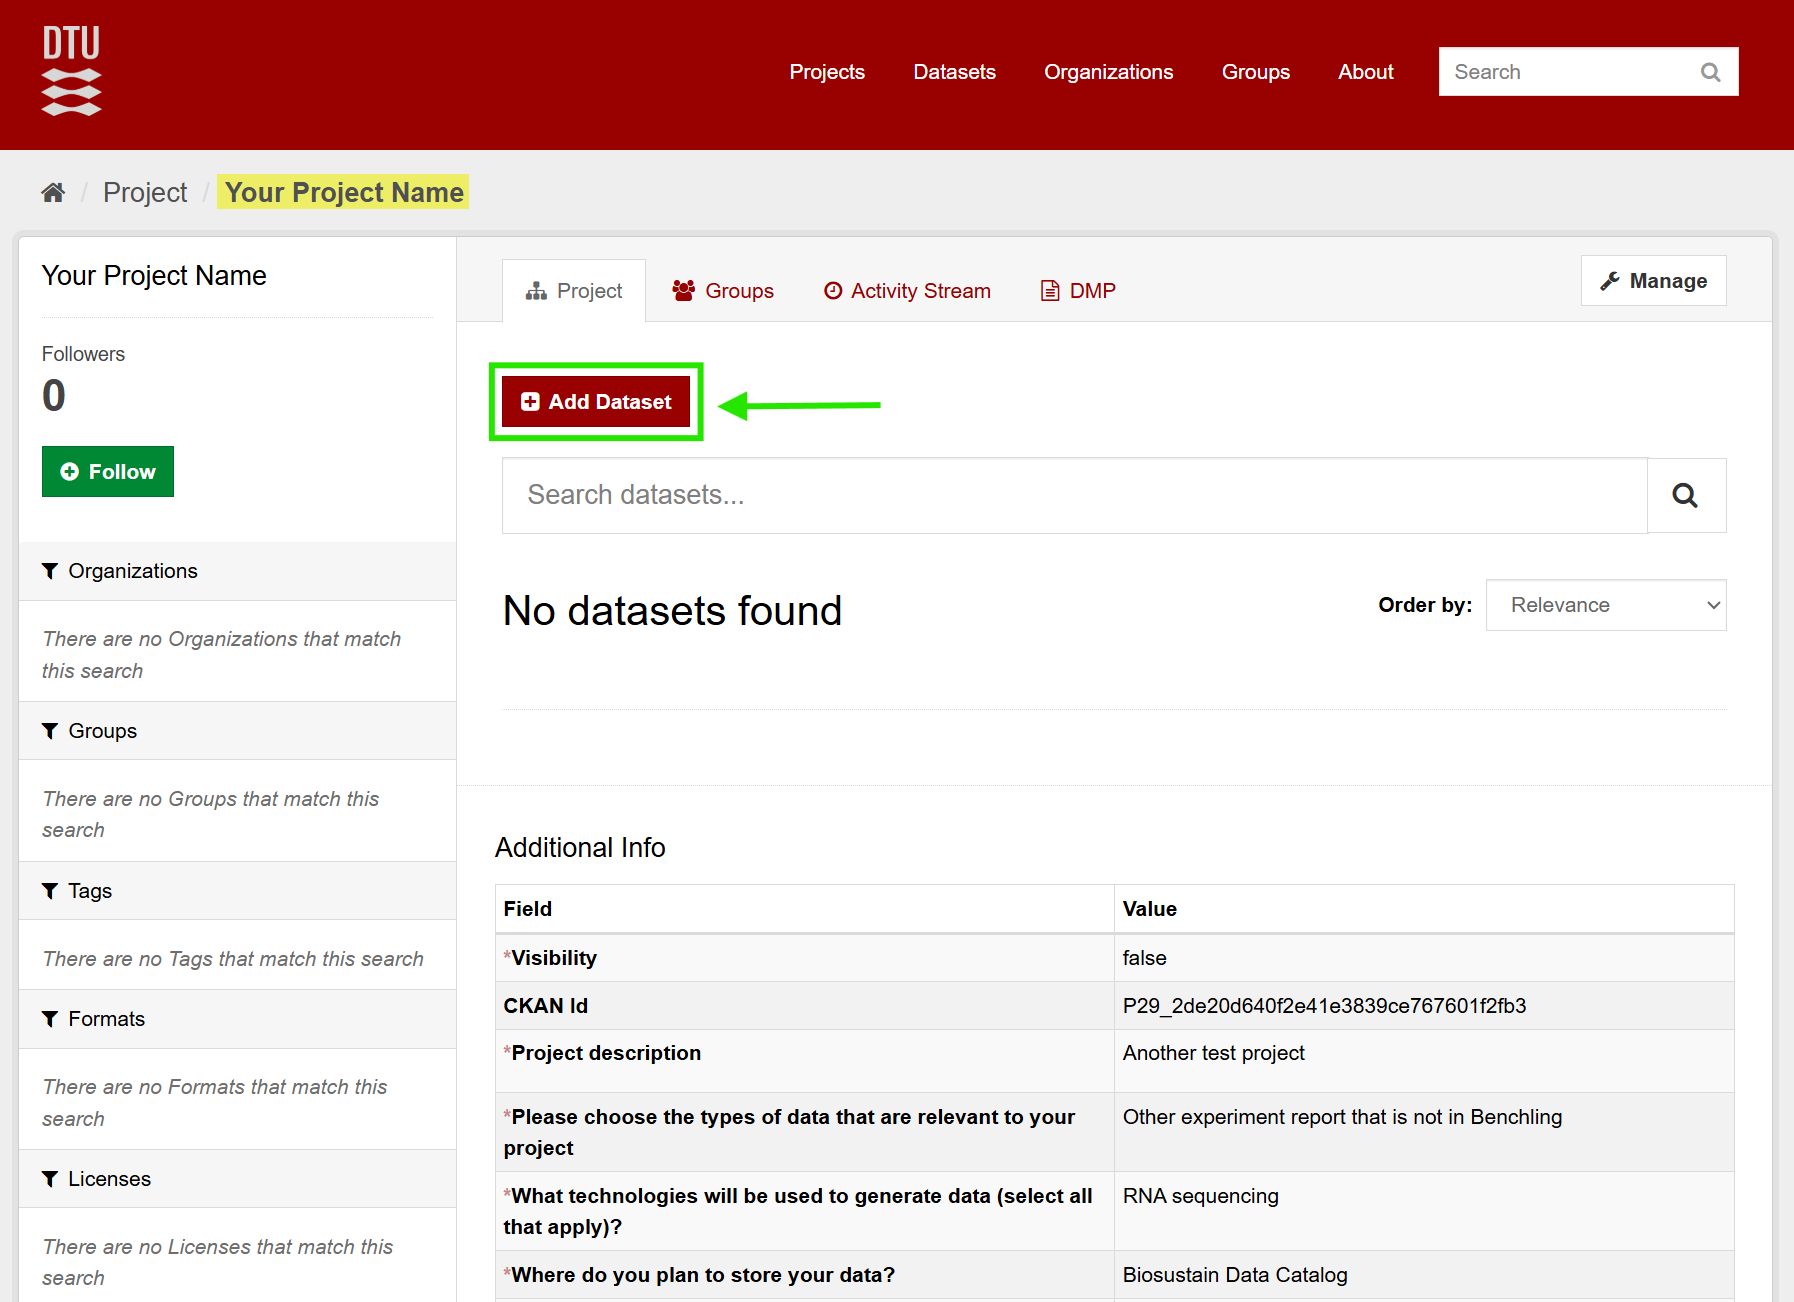 DTU
Projects Datasets Organizations Groups About Search
Project / Your Project Name
Your Project Name
Followers
0
Follow
Organizations
There are no Organizations that match
this search
Groups
There are no Groups that match this
search
Tags
There are no Tags that match this search
Formats
There are no Formats that match this
search
Licenses
There are no Licenses that match this
search
Project Groups Activity Stream DMP Manage
Add Dataset
Search datasets...
No datasets found
Order by: Relevance
Additional Info
Field Value
*Visibility false
CKAN Id P29_2de20d640f2e41e3839ce767601f2fb3
*Project description Another test project
*Please choose the types of data that are relevant to your Other experiment report that is not in Benchling
project
*What technologies will be used to generate data (select all RNA sequencing
that apply)?
*Where do you plan to store your data? Biosustain Data Catalog